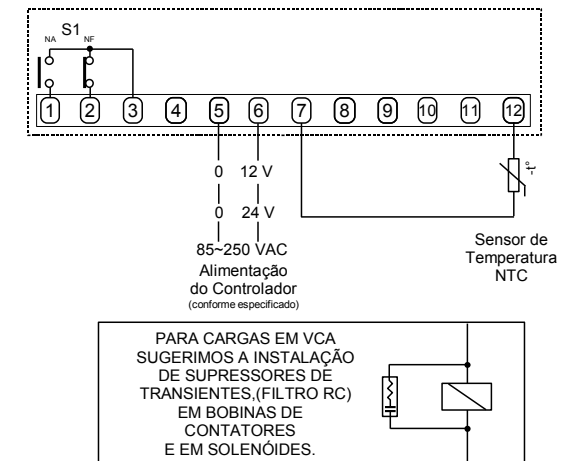 S1
NA NF
1 2 3 4 5 6 7 8 9 10 11 12
0 12 V
0 24 V
85~250 VAC
Alimentação
do Controlador
(conforme especificado)
-t°
Sensor de
Temperatura
NTC
PARA CARGAS EM VCA
SUGERIMOS A INSTALAÇÃO
DE SUPRESSORES DE
TRANSIENTES,(FILTRO RC)
EM BOBINAS DE
CONTATORES
E EM SOLENÓIDES.